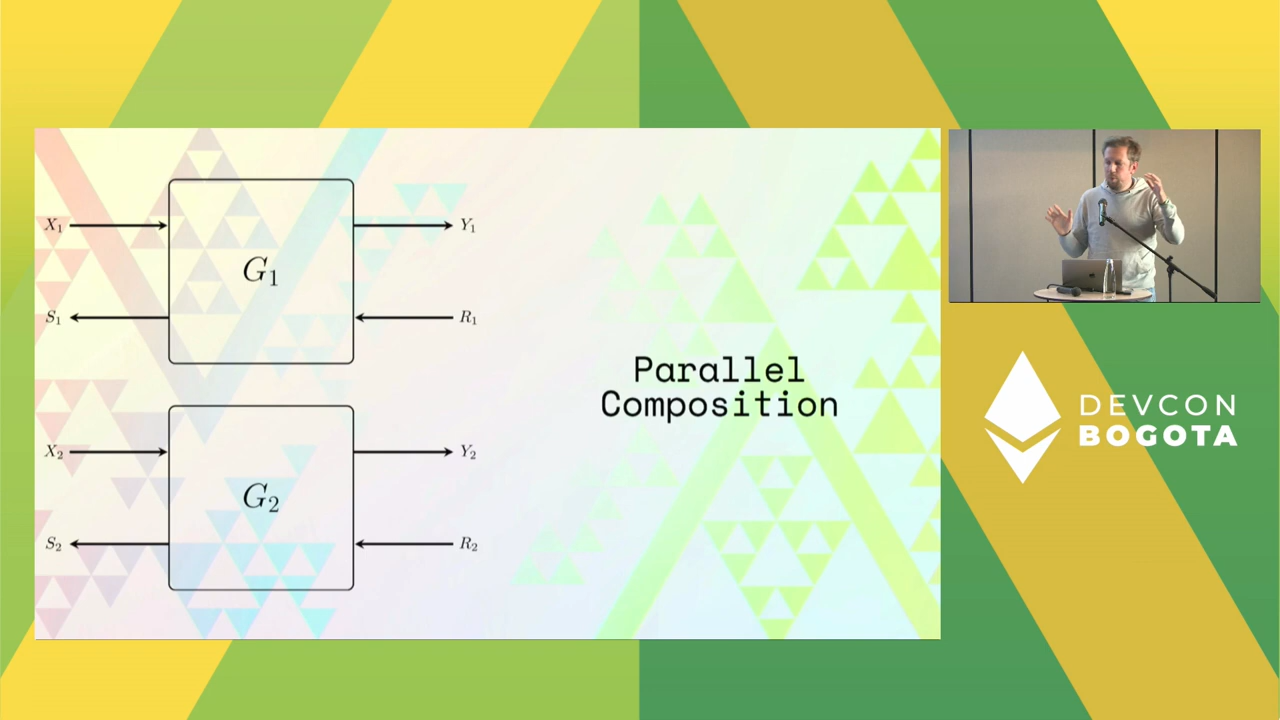 X₁
Y₁
G₁
S₁
R₁
Parallel
Composition
X₂
Y₂
G₂
S₂
R₂
DEVCON
BOGOTA